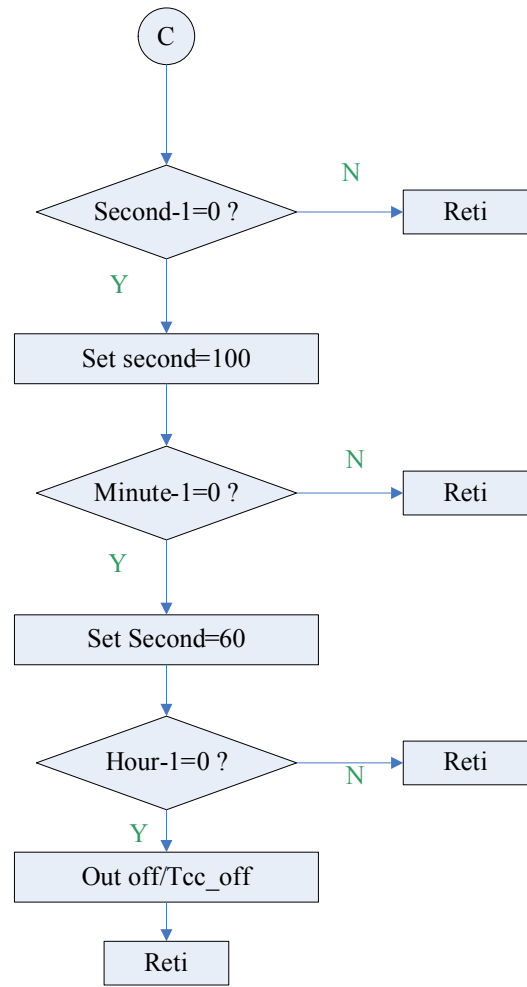 C
N
Second-1=0 ?
Reti
Y
Set second=100
N
Minute-1=0 ?
Reti
Y
Set Second=60
Hour-1=0 ?
Reti
N
Y
Out off/Tcc_off
Reti